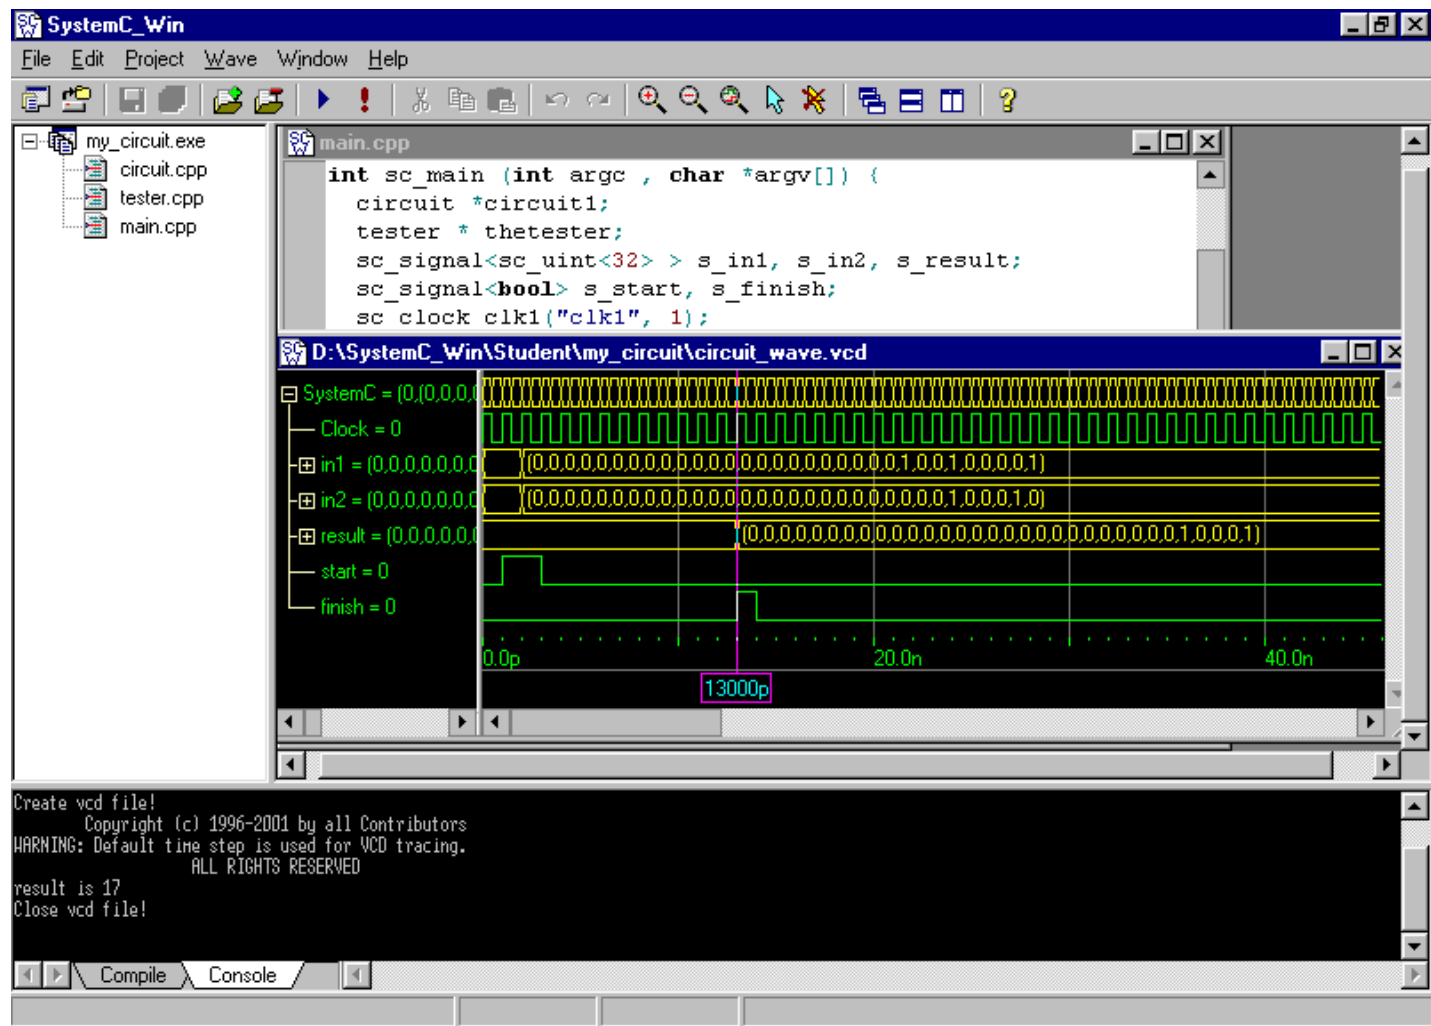 SystemC_Win
File Edit Project Wave Window Help
my_circuit.exe
circuit.cpp
tester.cpp
main.cpp
main.cpp
int sc_main (int argc , char *argv[]) {
circuit *circuit1;
tester * thetester;
sc_signal<sc_uint<32> > s_in1, s_in2, s_result;
sc_signal<bool> s_start, s_finish;
sc_clock clk1("clk1", 1);
D:\SystemC_Win\Student\my_circuit\circuit_wave.vcd
SystemC = (0,(0,0,0,0
Clock = 0
in1 = (0,0,0,0,0,0,0 (0,0,0,0,0,0,0,0,0,0,0,0,0,0,0,0,0,0,0,0,0,0,0,1,0,0,1,0,0,0,0,1)
in2 = (0,0,0,0,0,0,0 (0,0,0,0,0,0,0,0,0,0,0,0,0,0,0,0,0,0,0,0,0,0,0,0,0,0,1,0,0,0,1,0)
result = (0,0,0,0,0,0 (0,0,0,0,0,0,0,0,0,0,0,0,0,0,0,0,0,0,0,0,0,0,0,0,0,0,0,1,0,0,0,1)
start = 0
finish = 0
0.0p 20.0n 40.0n
13000p
Create vcd file!
Copyright (c) 1996-2001 by all Contributors
WARNING: Default time step is used for VCD tracing.
ALL RIGHTS RESERVED
result is 17
Close vcd file!
Compile Console